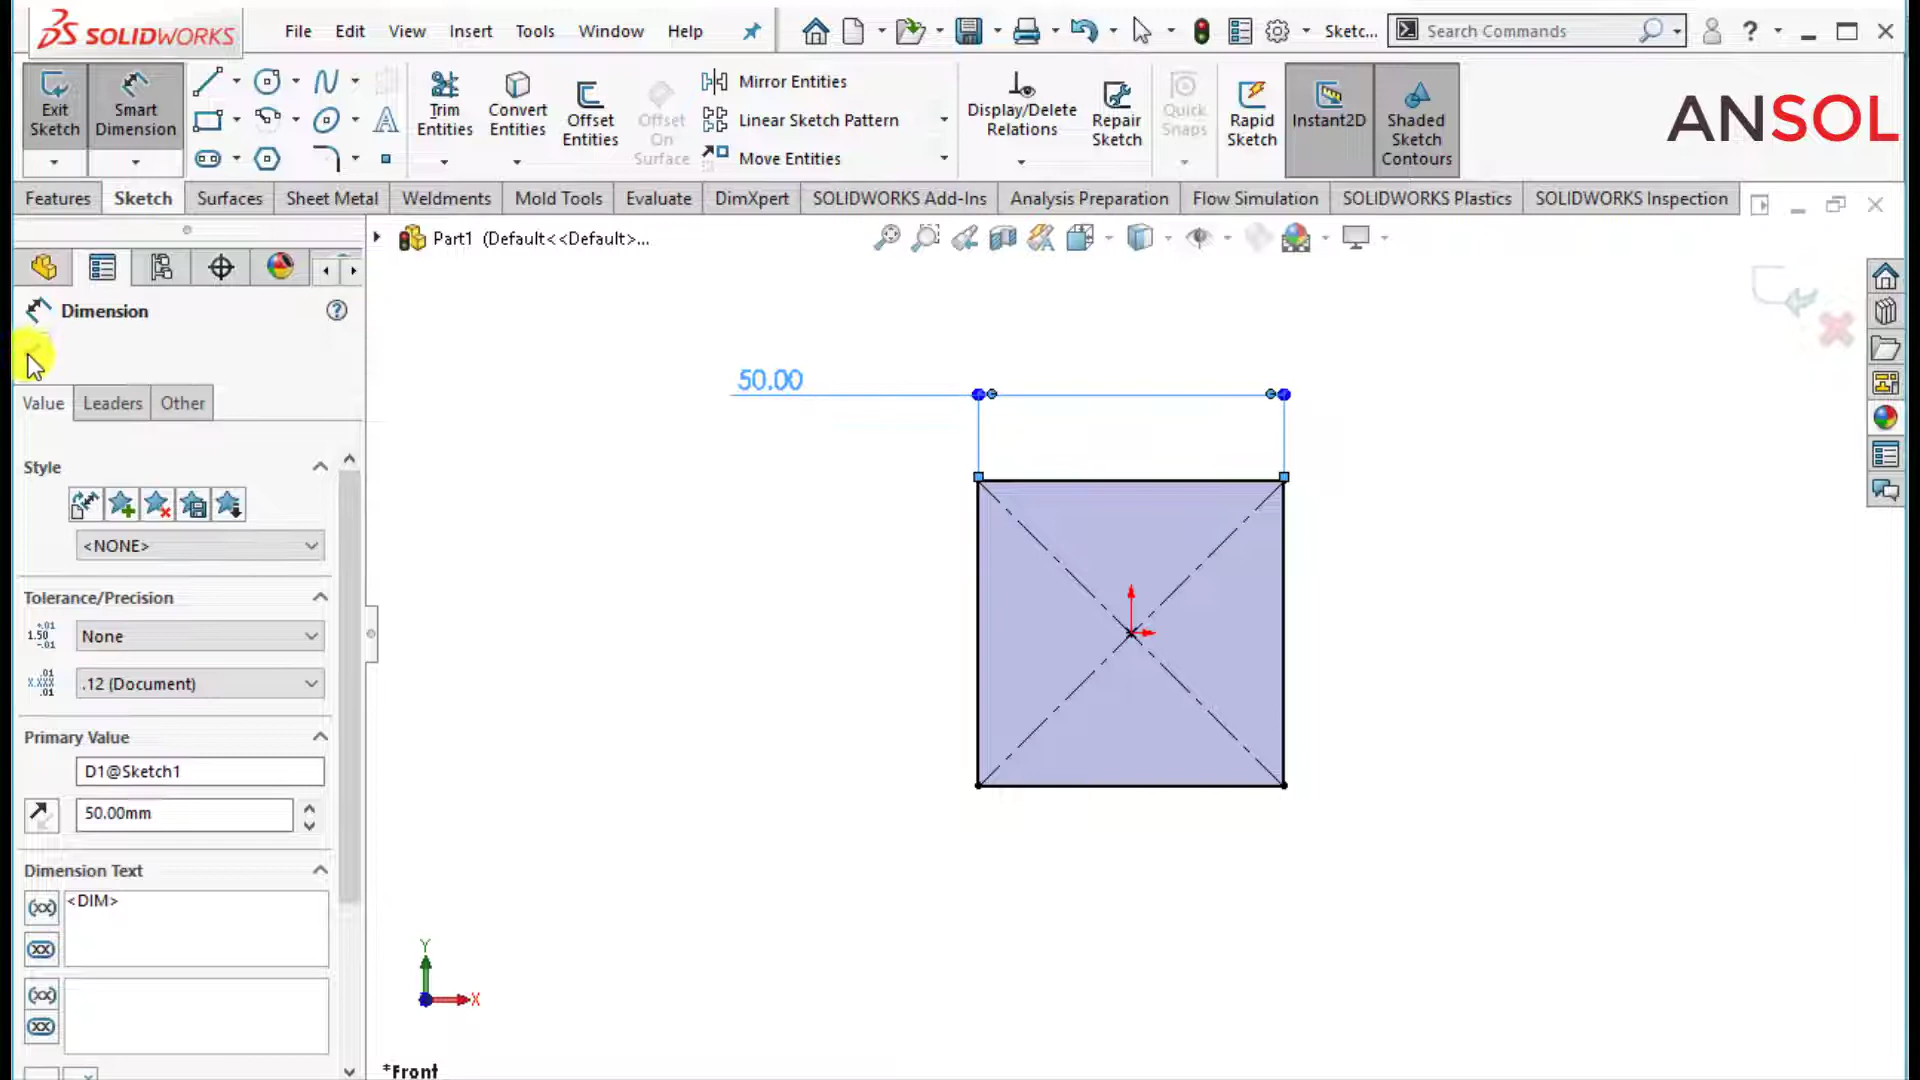 SOLIDWORKS File Edit View Insert Tools Window Help Sketc... Search Commands ?
Exit Sketch Smart Dimension Trim Entities Convert Entities Offset Entities Offset On Surface Mirror Entities Linear Sketch Pattern Move Entities Display/Delete Relations Repair Sketch Quick Snaps Rapid Sketch Instant2D Shaded Sketch Contours ANSOL
Features Sketch Surfaces Sheet Metal Weldments Mold Tools Evaluate DimXpert SOLIDWORKS Add-Ins Analysis Preparation Flow Simulation SOLIDWORKS Plastics SOLIDWORKS Inspection
Part1 (Default<<Default>...
Dimension ?
50.00
Value Leaders Other
Style
<NONE>
Tolerance/Precision
None
.12 (Document)
Primary Value
D1@Sketch1
50.00mm
Dimension Text
<DIM>
(xx)
xx
(xx)
xx
Y
X
*Front